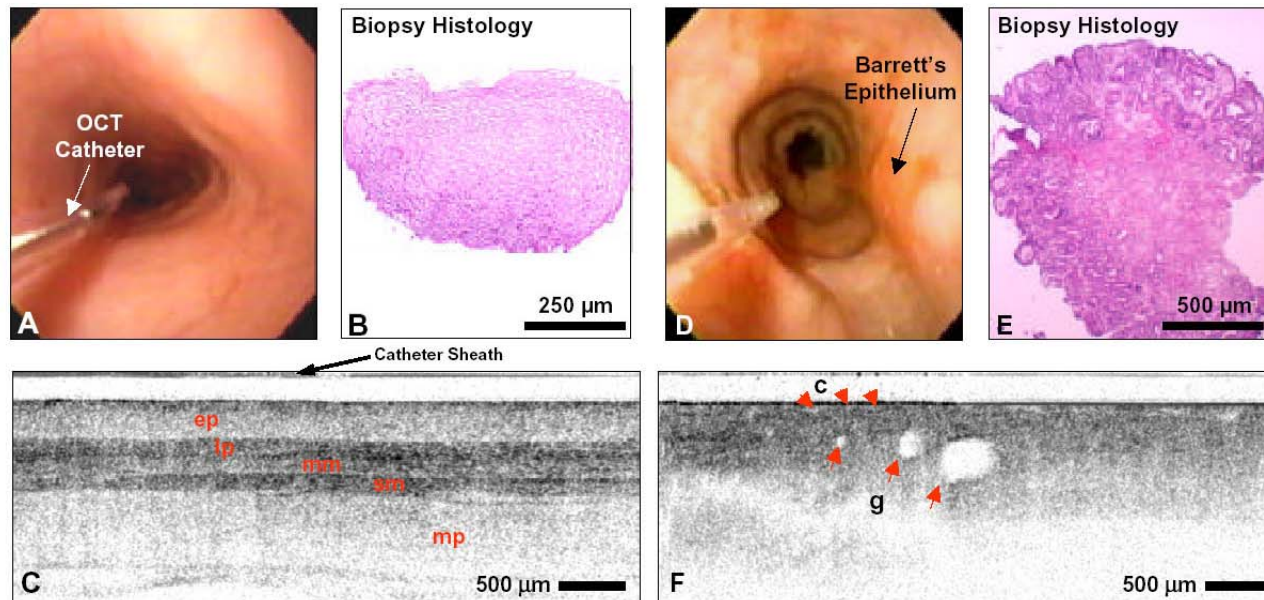 OCT
Catheter
A
Biopsy Histology
250 µm
B
Barrett's
Epithelium
D
Biopsy Histology
500 µm
E
Catheter Sheath
ep
lp
mm
sm
mp
C
500 µm
c
g
F
500 µm